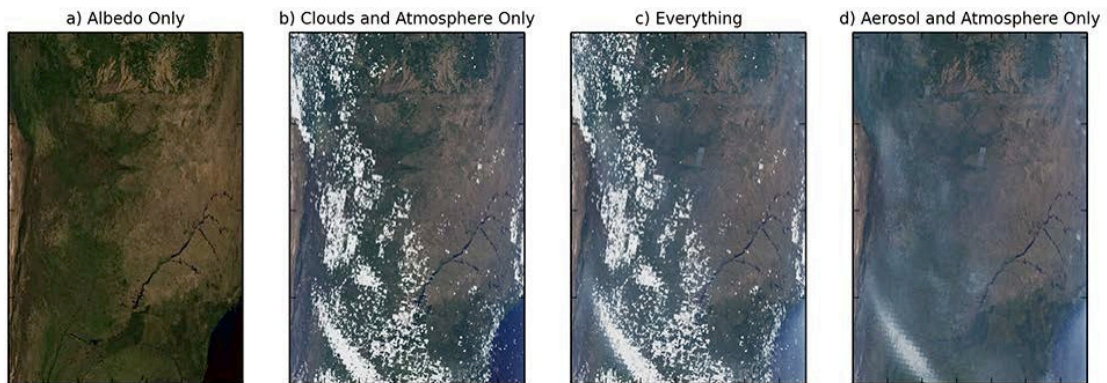 a) Albedo Only
b) Clouds and Atmosphere Only
c) Everything
d) Aerosol and Atmosphere Only